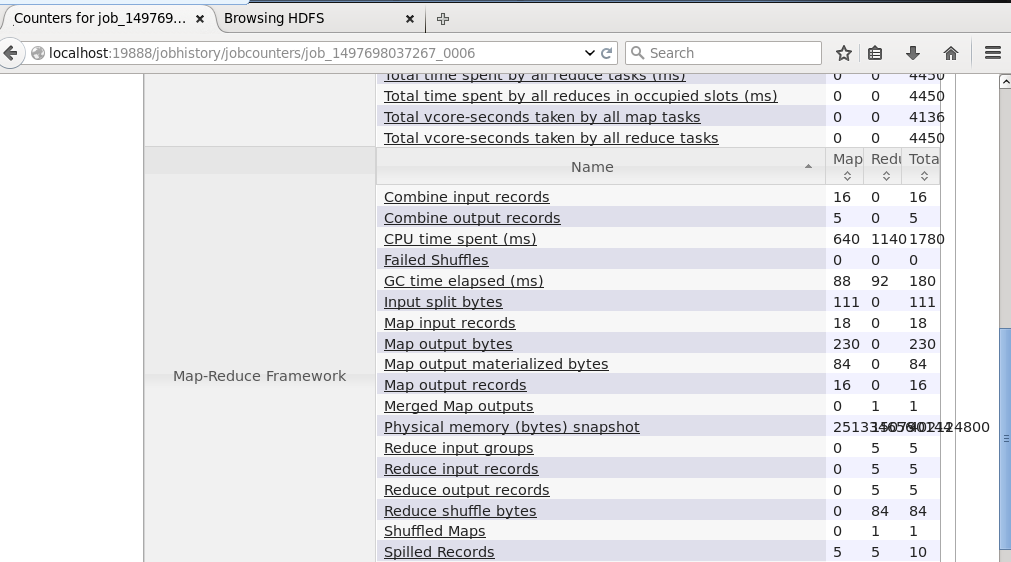 Counters for job_149769... × Browsing HDFS ×
localhost:19888/jobhistory/jobcounters/job_1497698037267_0006 Search
Total time spent by all reduce tasks (ms) 0 0 4450
Total time spent by all reduces in occupied slots (ms) 0 0 4450
Total vcore-seconds taken by all map tasks 0 0 4136
Total vcore-seconds taken by all reduce tasks 0 0 4450
Name Map Redu Tota
Combine input records 16 0 16
Combine output records 5 0 5
CPU time spent (ms) 640 1140 1780
Failed Shuffles 0 0 0
GC time elapsed (ms) 88 92 180
Input split bytes 111 0 111
Map input records 18 0 18
Map output bytes 230 0 230
Map output materialized bytes 84 0 84
Map-Reduce Framework
Map output records 16 0 16
Merged Map outputs 0 1 1
Physical memory (bytes) snapshot
Reduce input groups 0 5 5
Reduce input records 0 5 5
Reduce output records 0 5 5
Reduce shuffle bytes 0 84 84
Shuffled Maps 0 1 1
Spilled Records 5 5 10